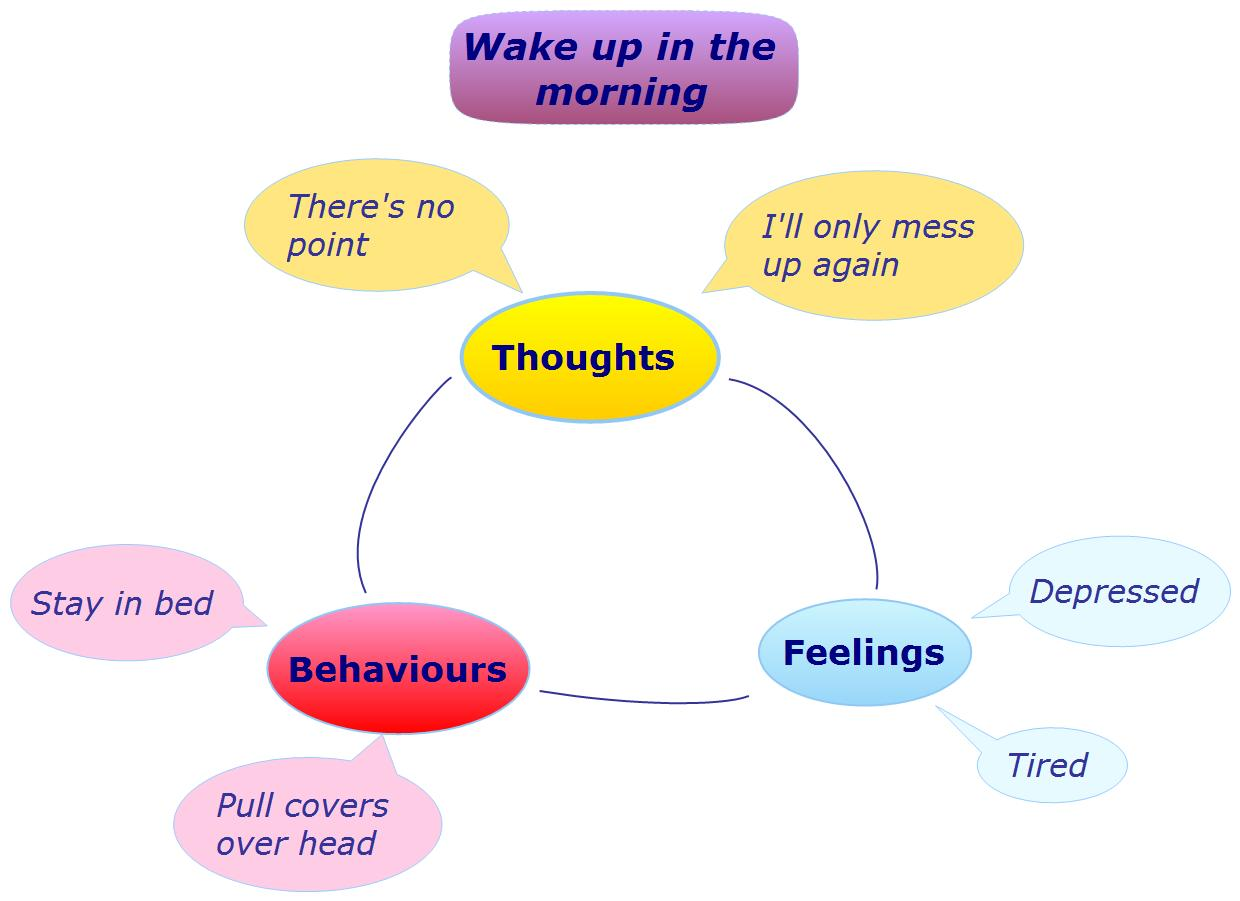 Wake up in the
morning
There's no
point
I'll only mess
up again
Thoughts
Stay in bed
Depressed
Behaviours
Feelings
Tired
Pull covers
over head